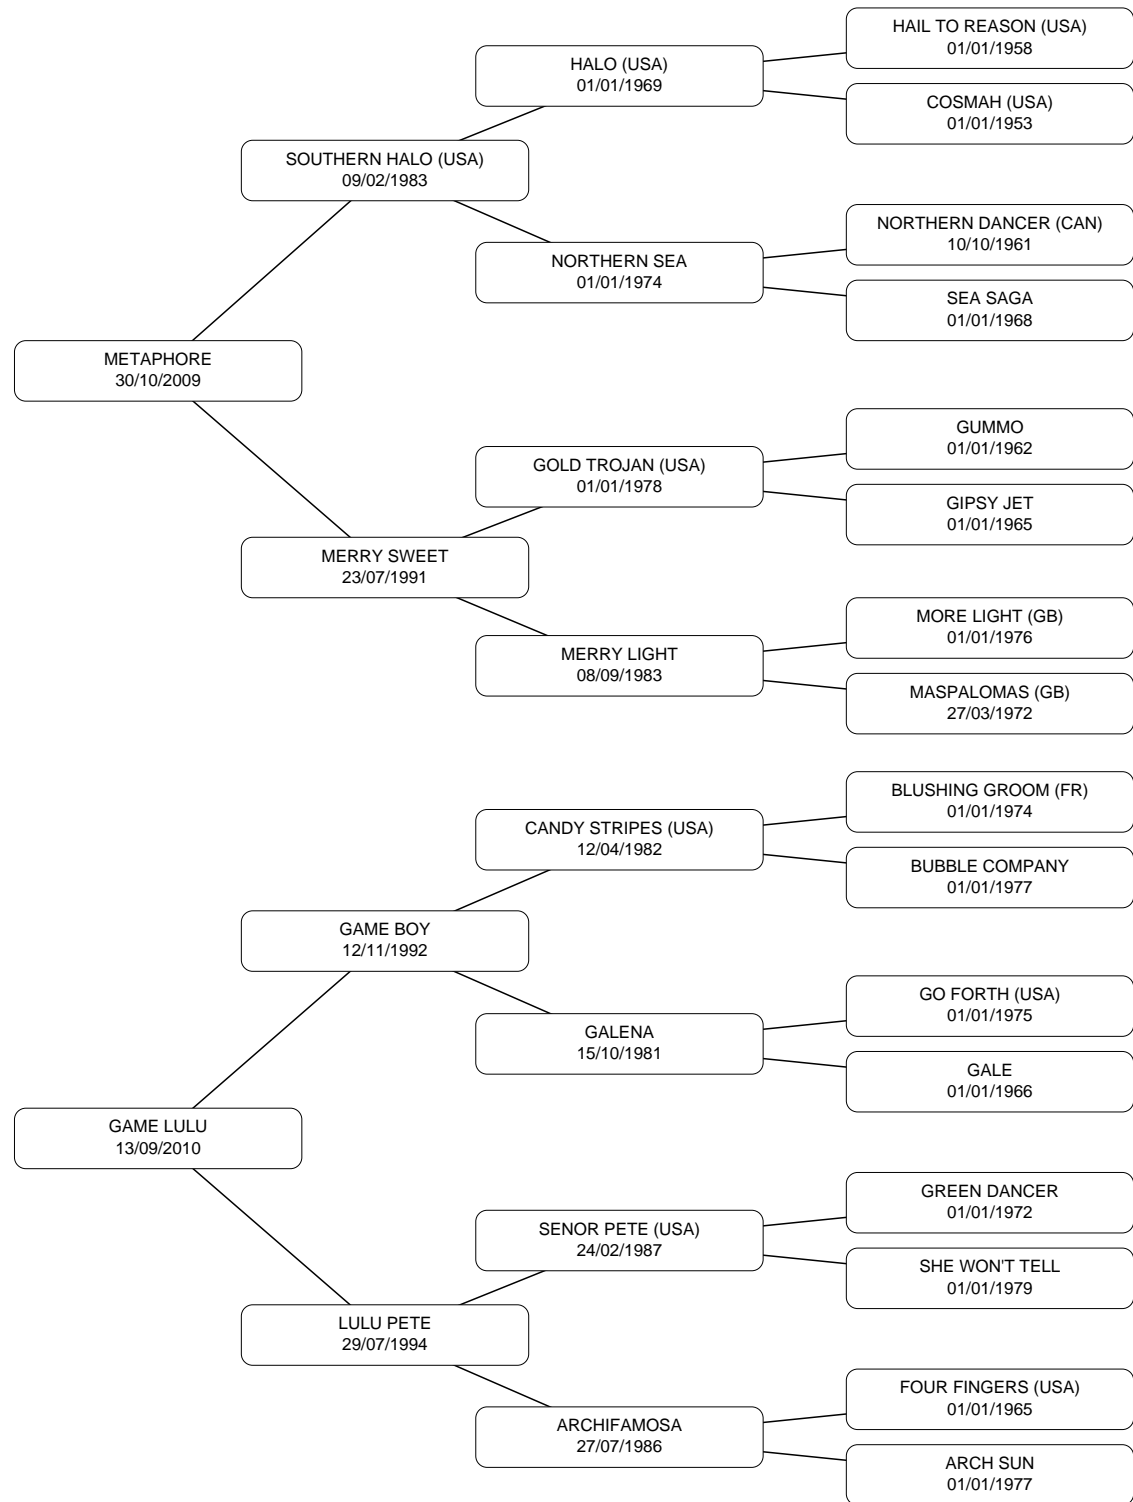 HAIL TO REASON (USA)
01/01/1958
HALO (USA)
01/01/1969
COSMAH (USA)
01/01/1953
SOUTHERN HALO (USA)
09/02/1983
NORTHERN DANCER (CAN)
10/10/1961
NORTHERN SEA
01/01/1974
SEA SAGA
01/01/1968
METAPHORE
30/10/2009
GUMMO
01/01/1962
GOLD TROJAN (USA)
01/01/1978
GIPSY JET
01/01/1965
MERRY SWEET
23/07/1991
MORE LIGHT (GB)
01/01/1976
MERRY LIGHT
08/09/1983
MASPALOMAS (GB)
27/03/1972
BLUSHING GROOM (FR)
01/01/1974
CANDY STRIPES (USA)
12/04/1982
BUBBLE COMPANY
01/01/1977
GAME BOY
12/11/1992
GO FORTH (USA)
01/01/1975
GALENA
15/10/1981
GALE
01/01/1966
GAME LULU
13/09/2010
GREEN DANCER
01/01/1972
SENOR PETE (USA)
24/02/1987
SHE WON'T TELL
01/01/1979
LULU PETE
29/07/1994
FOUR FINGERS (USA)
01/01/1965
ARCHIFAMOSA
27/07/1986
ARCH SUN
01/01/1977